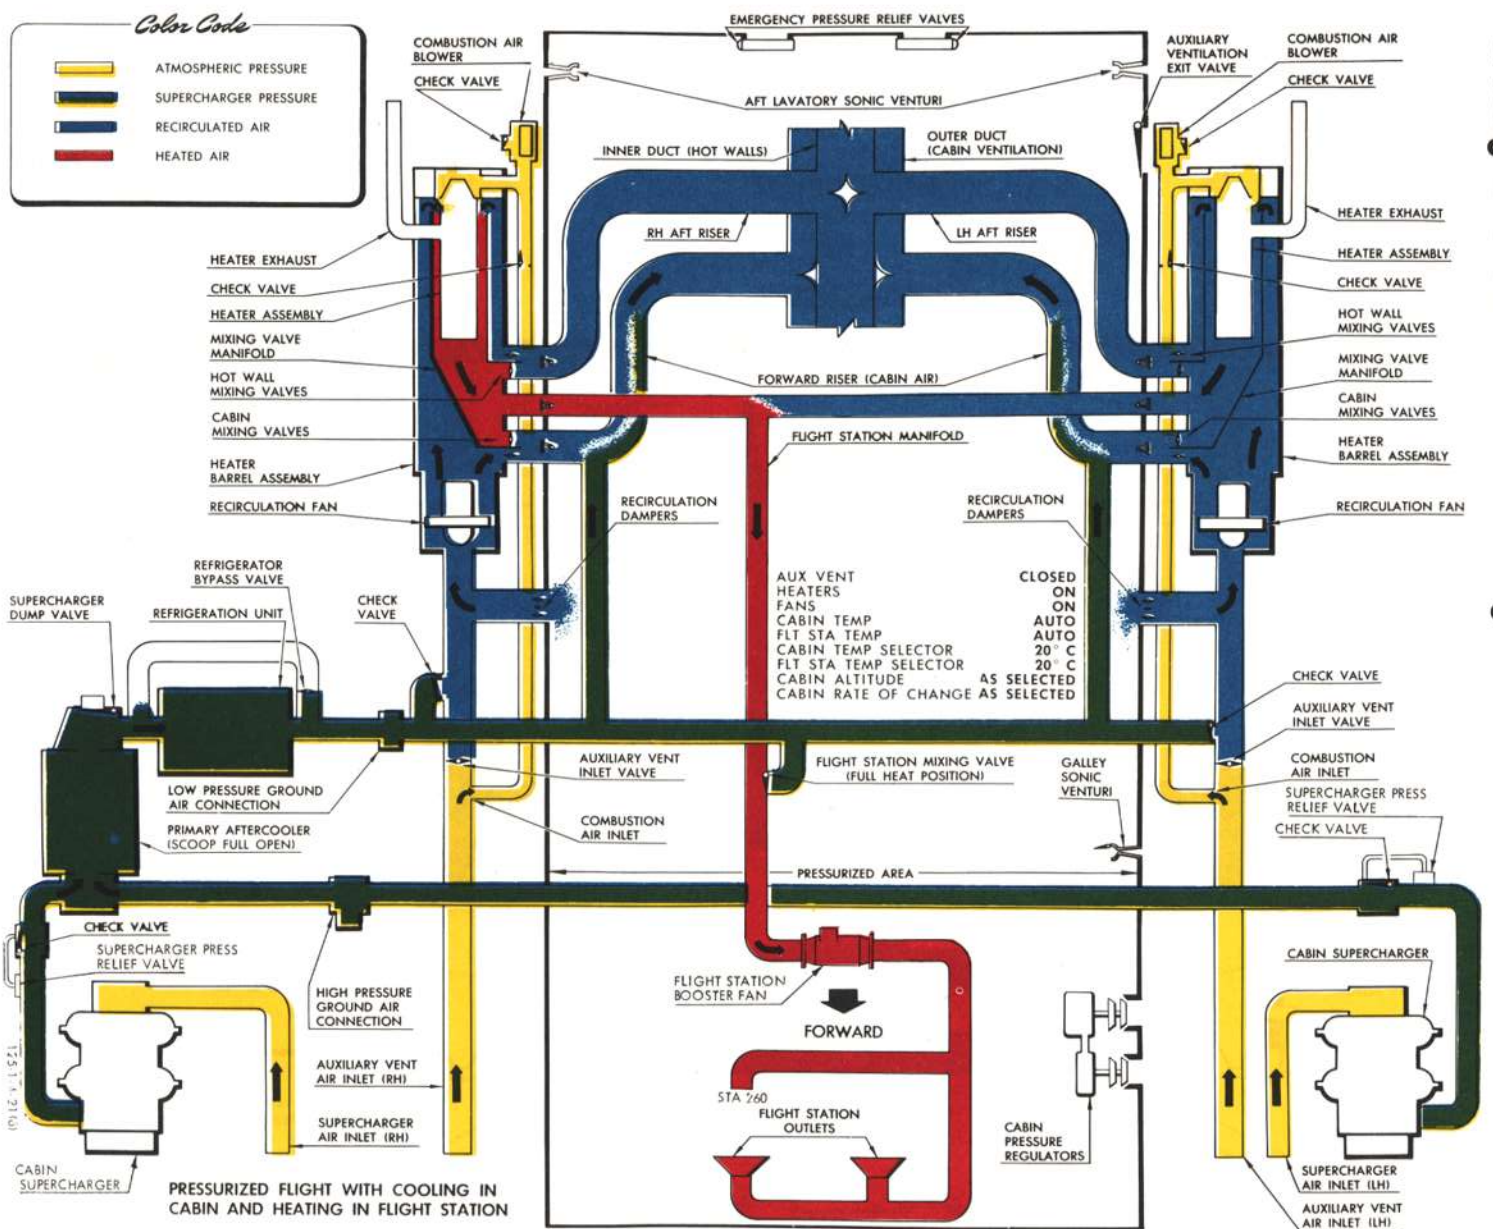 Color Code
ATMOSPHERIC PRESSURE
SUPERCHARGER PRESSURE
RECIRCULATED AIR
HEATED AIR
COMBUSTION AIR
BLOWER
CHECK VALVE
EMERGENCY PRESSURE RELIEF VALVES
AUXILIARY
VENTILATION
EXIT VALVE
COMBUSTION AIR
BLOWER
CHECK VALVE
AFT LAVATORY SONIC VENTURI
INNER DUCT (HOT WALLS)
OUTER DUCT
(CABIN VENTILATION)
RH AFT RISER
LH AFT RISER
HEATER EXHAUST
CHECK VALVE
HEATER ASSEMBLY
MIXING VALVE
MANIFOLD
HOT WALL
MIXING VALVES
CABIN
MIXING VALVES
HEATER
BARREL ASSEMBLY
RECIRCULATION FAN
HEATER EXHAUST
HEATER ASSEMBLY
CHECK VALVE
HOT WALL
MIXING VALVES
MIXING VALVE
MANIFOLD
CABIN
MIXING VALVES
HEATER
BARREL ASSEMBLY
RECIRCULATION FAN
FORWARD RISER (CABIN AIR)
FLIGHT STATION MANIFOLD
RECIRCULATION
DAMPERS
RECIRCULATION
DAMPERS
AUX VENT CLOSED
HEATERS ON
FANS ON
CABIN TEMP AUTO
FLT STA TEMP AUTO
CABIN TEMP SELECTOR 20° C
FLT STA TEMP SELECTOR 20° C
CABIN ALTITUDE AS SELECTED
CABIN RATE OF CHANGE AS SELECTED
REFRIGERATOR
BYPASS VALVE
SUPERCHARGER
DUMP VALVE
REFRIGERATION UNIT
CHECK
VALVE
CHECK VALVE
AUXILIARY VENT
INLET VALVE
COMBUSTION
AIR INLET
SUPERCHARGER PRESS
RELIEF VALVE
CHECK VALVE
LOW PRESSURE GROUND
AIR CONNECTION
PRIMARY AFTERCOOLER
(SCOOP FULL OPEN)
AUXILIARY VENT
INLET VALVE
COMBUSTION
AIR INLET
FLIGHT STATION MIXING VALVE
(FULL HEAT POSITION)
GALLEY
SONIC
VENTURI
PRESSURIZED AREA
CHECK VALVE
SUPERCHARGER PRESS
RELIEF VALVE
HIGH PRESSURE
GROUND AIR
CONNECTION
FLIGHT STATION
BOOSTER FAN
FORWARD
CABIN SUPERCHARGER
AUXILIARY VENT
AIR INLET (RH)
SUPERCHARGER
AIR INLET (RH)
STA 260
FLIGHT STATION
OUTLETS
CABIN
PRESSURE
REGULATORS
CABIN
SUPERCHARGER
SUPERCHARGER
AIR INLET (LH)
AUXILIARY VENT
AIR INLET (LH)
PRESSURIZED FLIGHT WITH COOLING IN
CABIN AND HEATING IN FLIGHT STATION